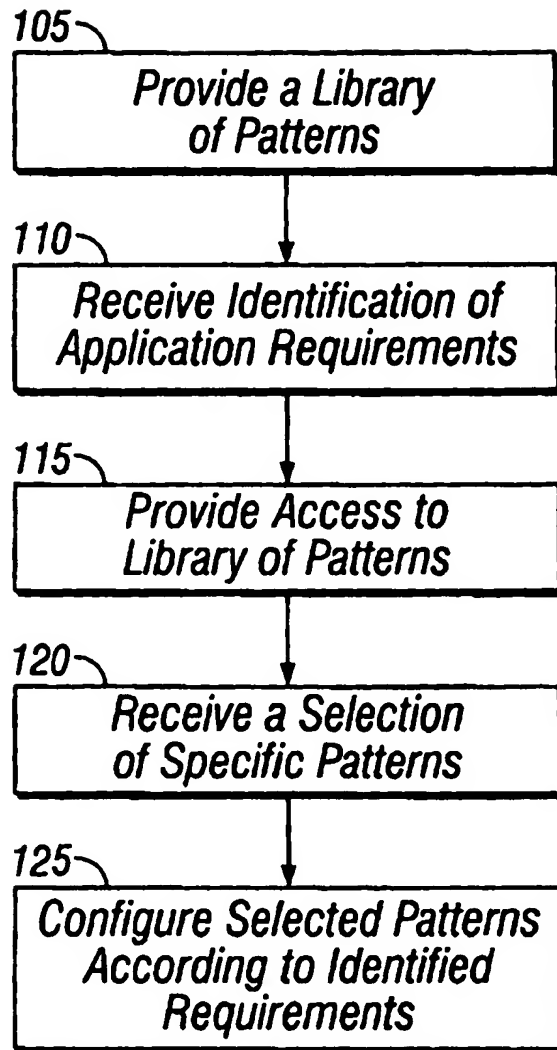 105
Provide a Library
of Patterns
110
Receive Identification of
Application Requirements
115
Provide Access to
Library of Patterns
120
Receive a Selection
of Specific Patterns
125
Configure Selected Patterns
According to Identified
Requirements